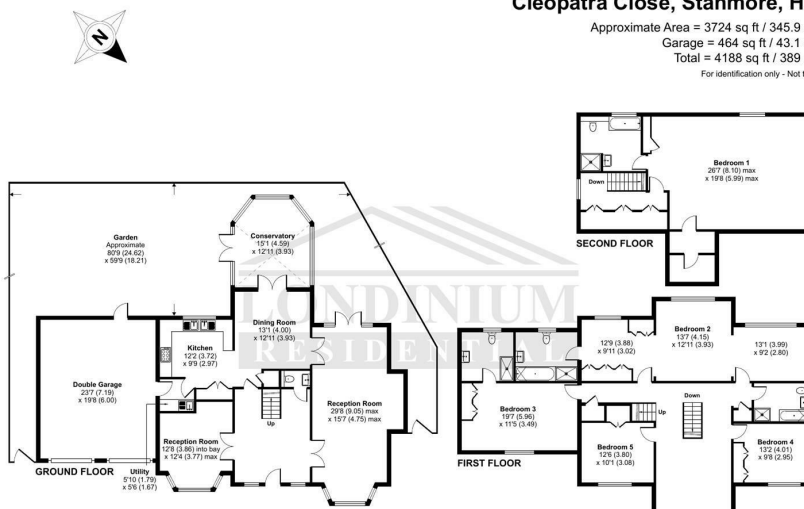 Cleopatra Close, Stanmore, H
Approximate Area = 3724 sq ft / 345.9
Garage = 464 sq ft / 43.1
Total = 4188 sq ft / 389
For identification only - Not t
N
Bedroom 1
26'7 (8.10) max
x 19'8 (5.99) max
Down
SECOND FLOOR
Garden
Approximate
80'9 (24.62)
x 59'9 (18.21)
Conservatory
15'1 (4.59)
x 12'11 (3.93)
LONDINIUM
RESIDENTIAL
Dining Room
13'1 (4.00)
x 12'11 (3.93)
Kitchen
12'2 (3.72)
x 9'9 (2.97)
Double Garage
23'7 (7.19)
x 19'8 (6.00)
Reception Room
29'8 (9.05) max
x 15'7 (4.75) max
Up
Reception Room
12'8 (3.86) into bay
x 12'4 (3.77) max
GROUND FLOOR
Utility
5'10 (1.79)
x 5'6 (1.67)
12'9 (3.88)
x 9'11 (3.02)
Bedroom 2
13'7 (4.15)
x 12'11 (3.93)
13'1 (3.99)
x 9'2 (2.80)
Bedroom 3
19'7 (5.96)
x 11'5 (3.49)
Up
Down
Bedroom 5
12'6 (3.80)
x 10'1 (3.08)
Bedroom 4
13'2 (4.01)
x 9'8 (2.95)
FIRST FLOOR